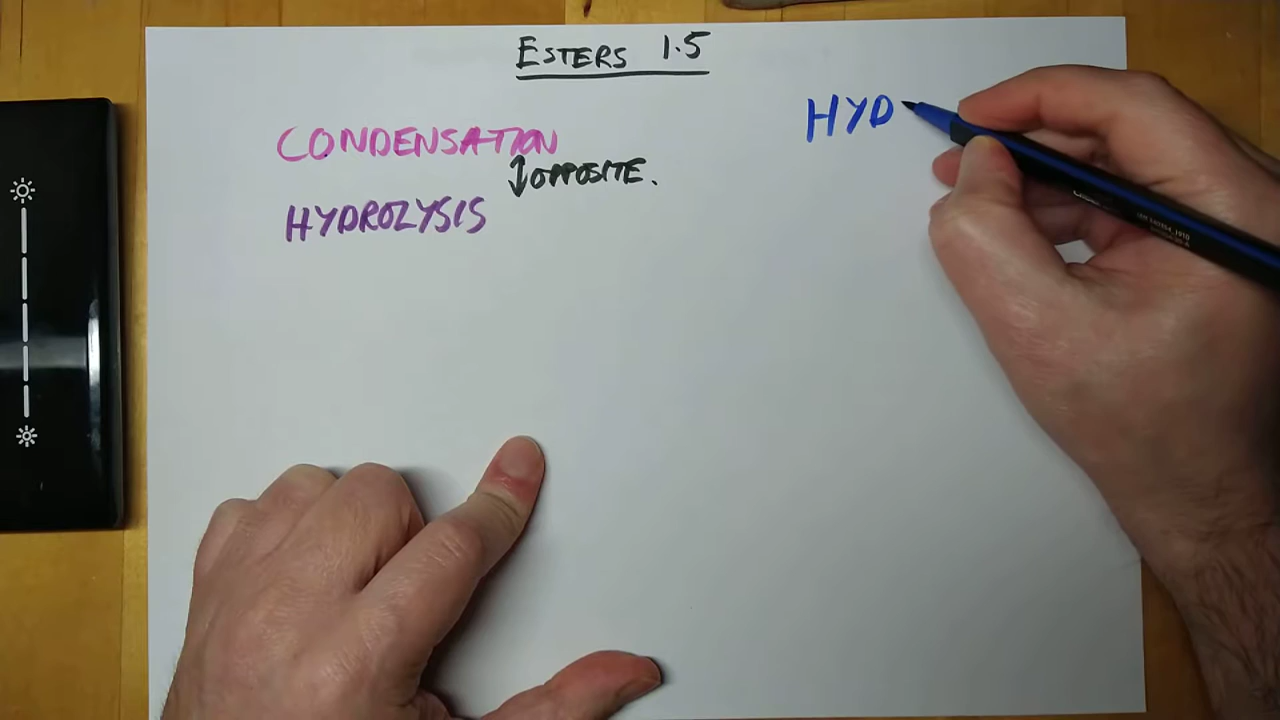 ESTERS 1.5
CONDENSATION
↕OPPOSITE.
HYDROLYSIS
HYD